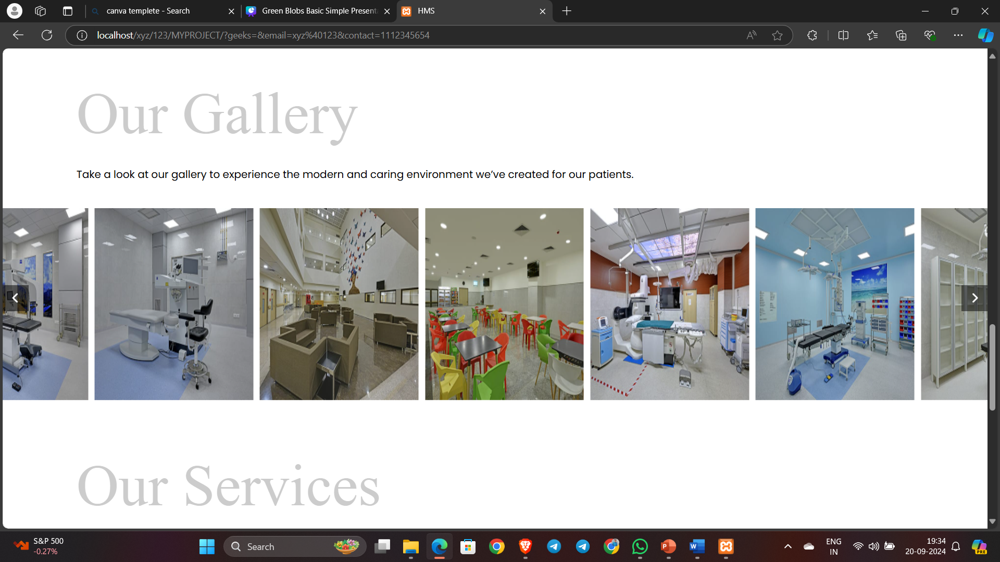 canva templete - Search
Green Blobs Basic Simple Present
HMS
localhost/xyz/123/MYPROJECT/?geeks=&email=xyz%40123&contact=1112345654
Our Gallery
Take a look at our gallery to experience the modern and caring environment we’ve created for our patients.
Our Services
S&P 500
-0.27%
Search
ENG
IN
19:34
20-09-2024
PRE